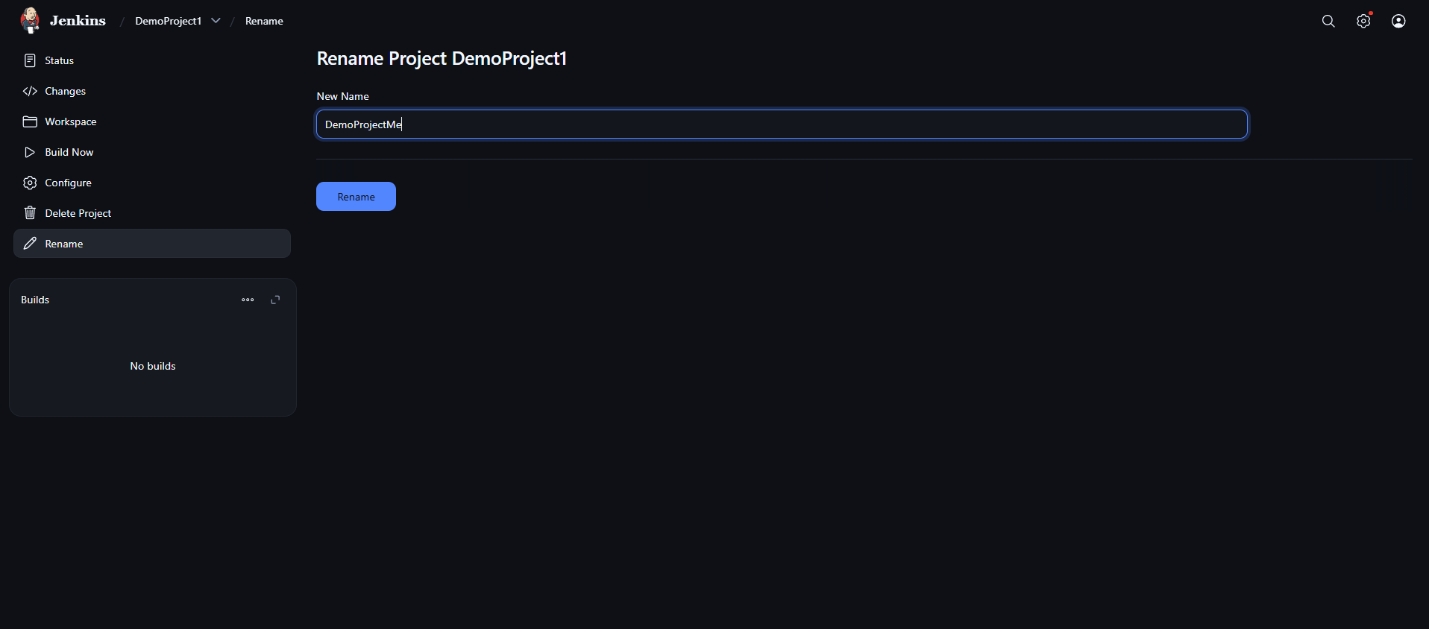 Jenkins / DemoProject1 / Rename
Status
Changes
Workspace
Build Now
Configure
Delete Project
Rename
Builds
No builds
Rename Project DemoProject1
New Name
DemoProjectMe
Rename